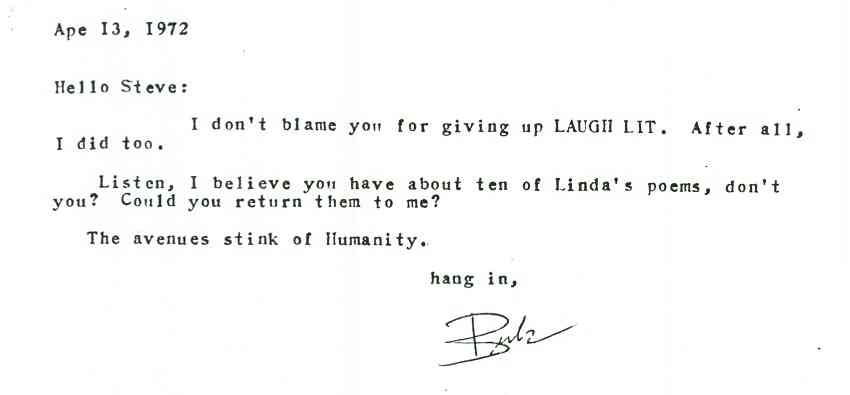 Ape 13, 1972
Hello Steve:
I don't blame you for giving up LAUGH LIT. After all,
I did too.
Listen, I believe you have about ten of Linda's poems, don't
you? Could you return them to me?
The avenues stink of Humanity.
hang in,